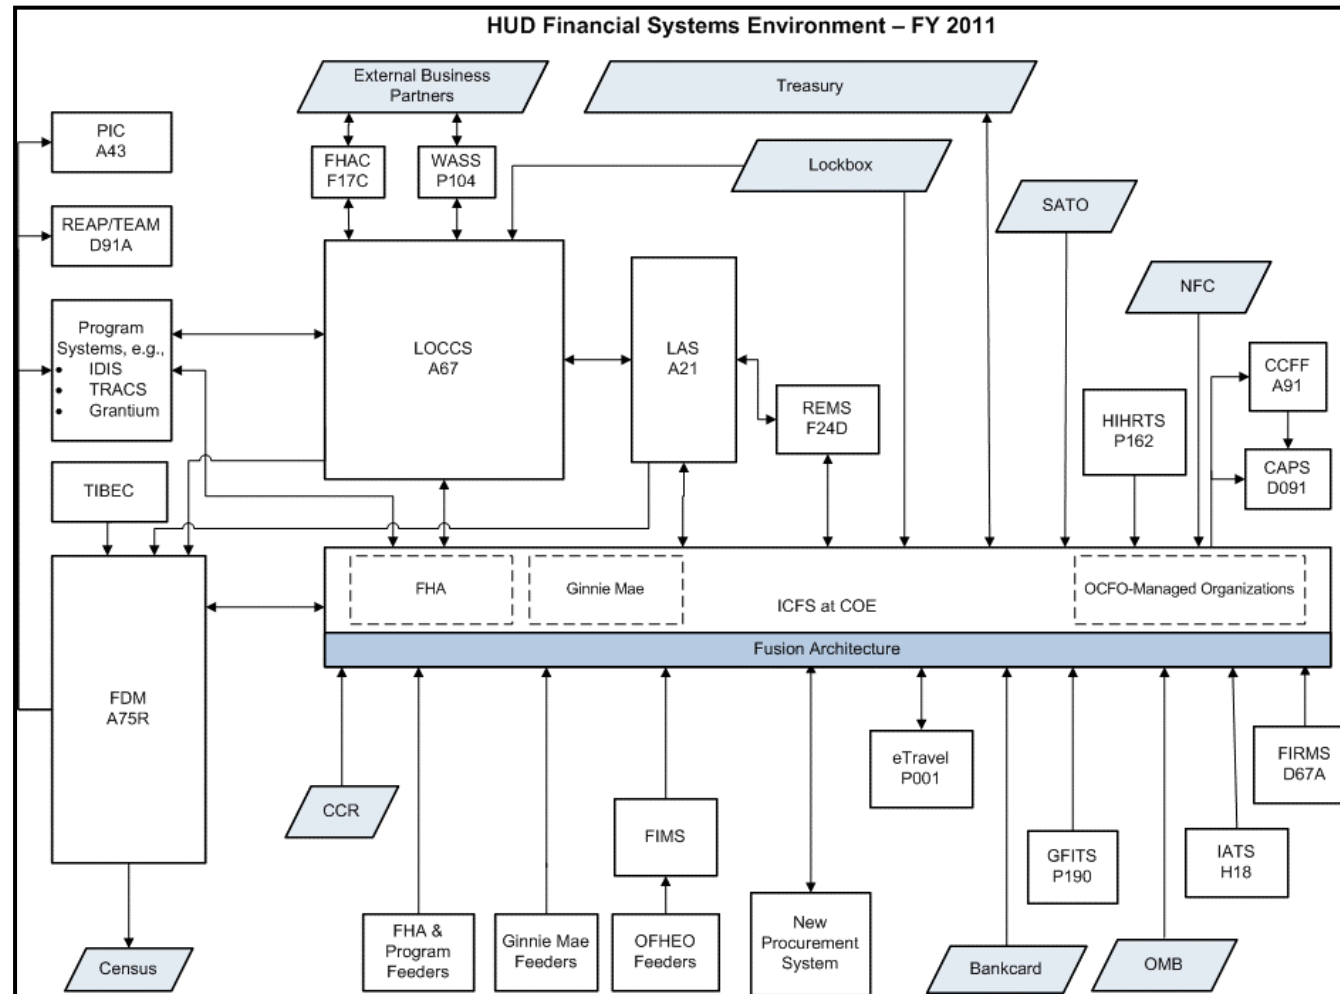 HUD Financial Systems Environment – FY 2011
External Business
Partners
Treasury
PIC
A43
FHAC
F17C
WASS
P104
Lockbox
SATO
REAP/TEAM
D91A
NFC
Program
Systems, e.g.,
• IDIS
• TRACS
• Grantium
LOCCS
A67
LAS
A21
REMS
F24D
HIHRTS
P162
CCFF
A91
CAPS
D091
TIBEC
FHA
Ginnie Mae
ICFS at COE
OCFO-Managed Organizations
Fusion Architecture
FDM
A75R
CCR
FIMS
eTravel
P001
GFITS
P190
IATS
H18
FIRMS
D67A
Census
FHA &
Program
Feeders
Ginnie Mae
Feeders
OFHEO
Feeders
New
Procurement
System
Bankcard
OMB